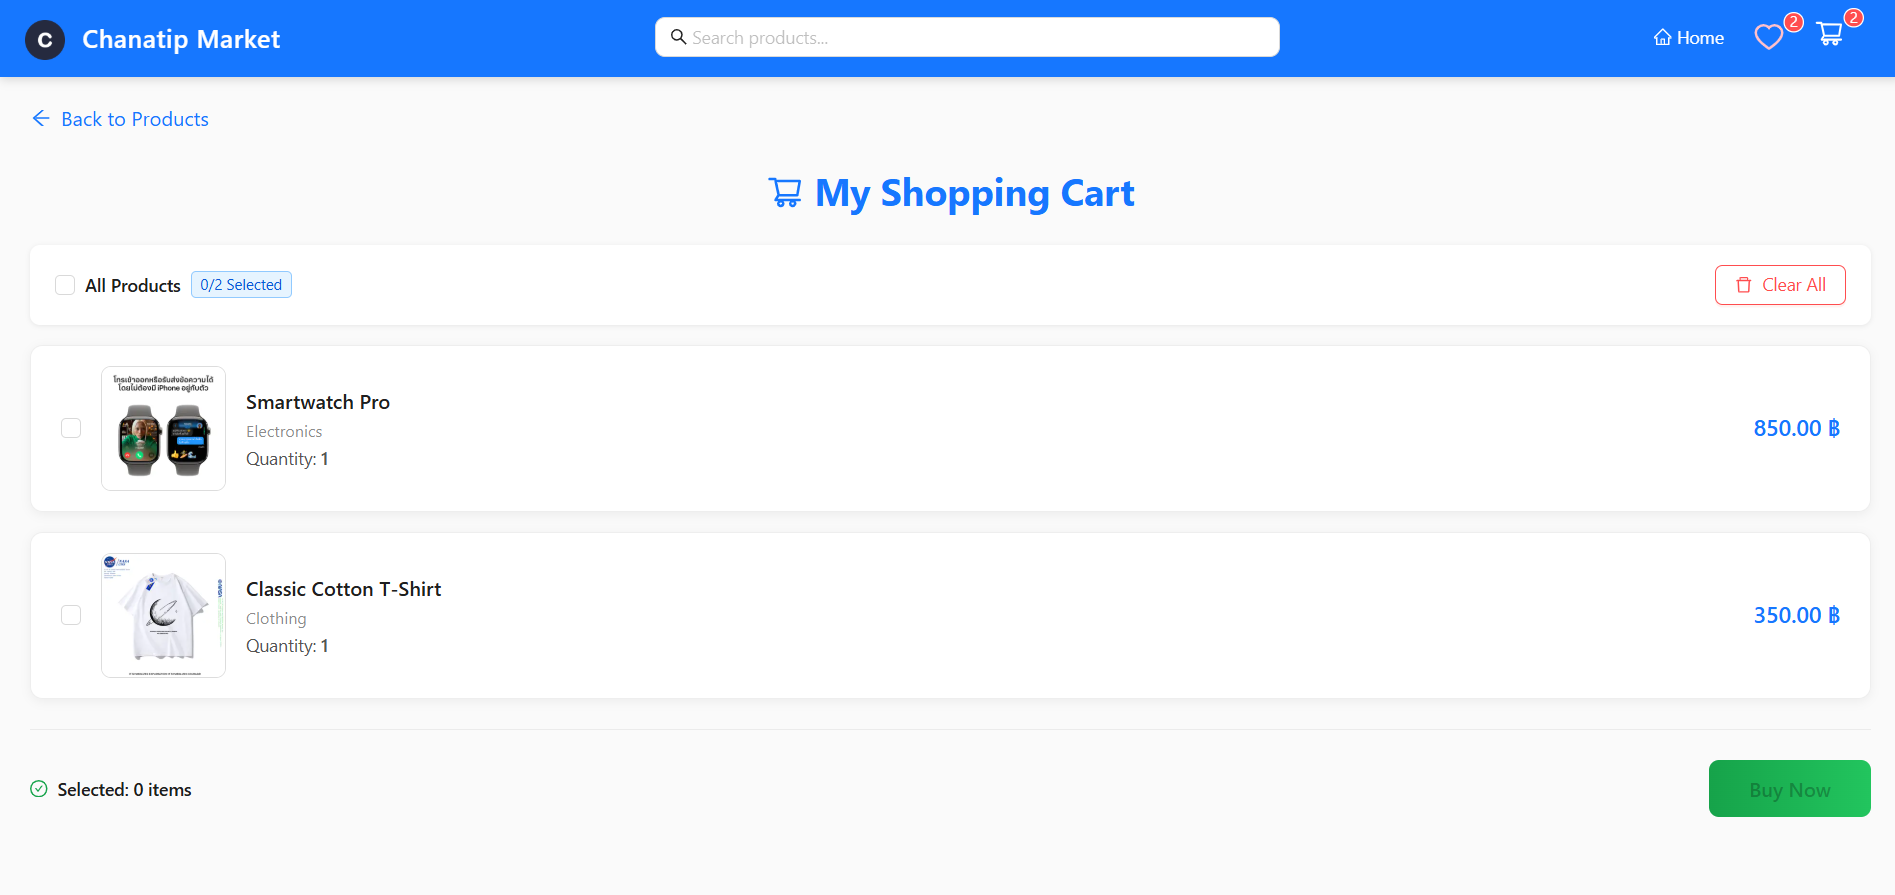 C Chanatip Market
Search products...
Home
2
2
Back to Products
My Shopping Cart
All Products 0/2 Selected
Clear All
โทรเข้าออกหรือรับส่งข้อความได้
โดยไม่ต้องมี iPhone อยู่กับตัว
Smartwatch Pro
Electronics
Quantity: 1
850.00 ฿
Classic Cotton T-Shirt
Clothing
Quantity: 1
350.00 ฿
Selected: 0 items
Buy Now